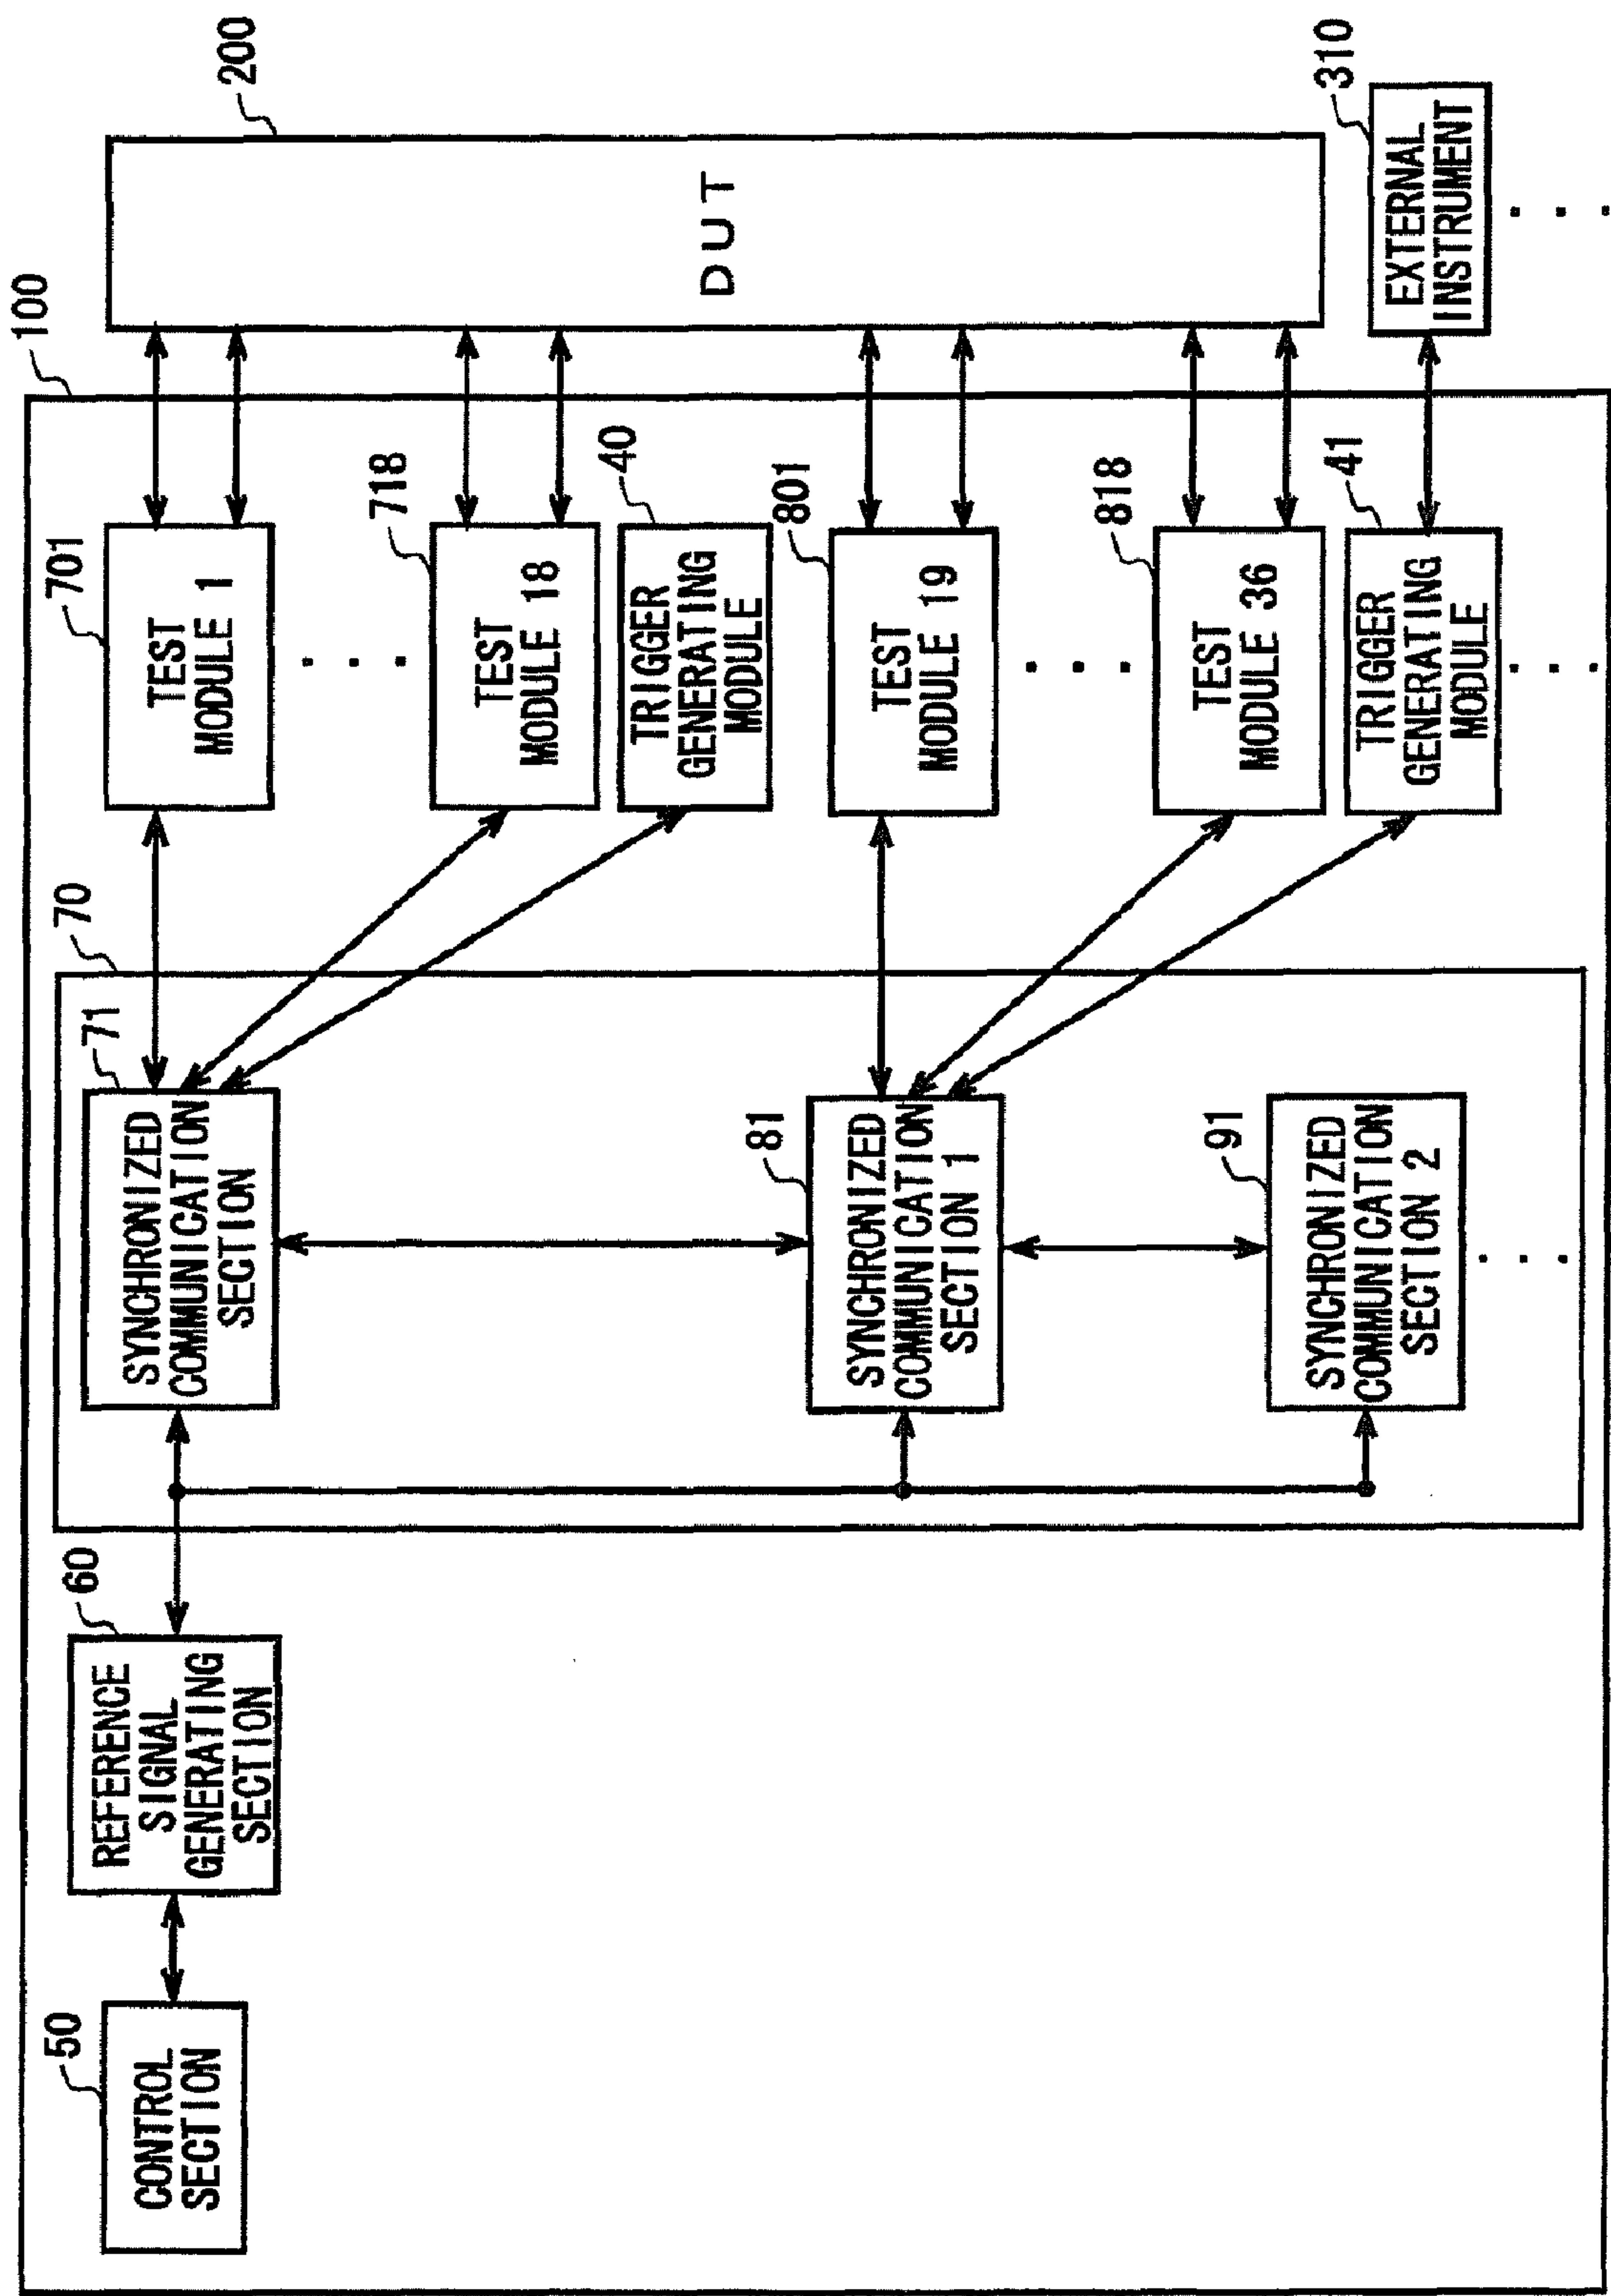 100
200
50
CONTROL
SECTION
60
REFERENCE
SIGNAL
GENERATING
SECTION
70
71
SYNCHRONIZED
COMMUNICATION
SECTION
81
SYNCHRONIZED
COMMUNICATION
SECTION 1
91
SYNCHRONIZED
COMMUNICATION
SECTION 2
. . .
701
TEST
MODULE 1
. . .
718
TEST
MODULE 18
40
TRIGGER
GENERATING
MODULE
801
TEST
MODULE 19
. . .
818
TEST
MODULE 36
41
TRIGGER
GENERATING
MODULE
. . .
DUT
310
EXTERNAL
INSTRUMENT
. . .